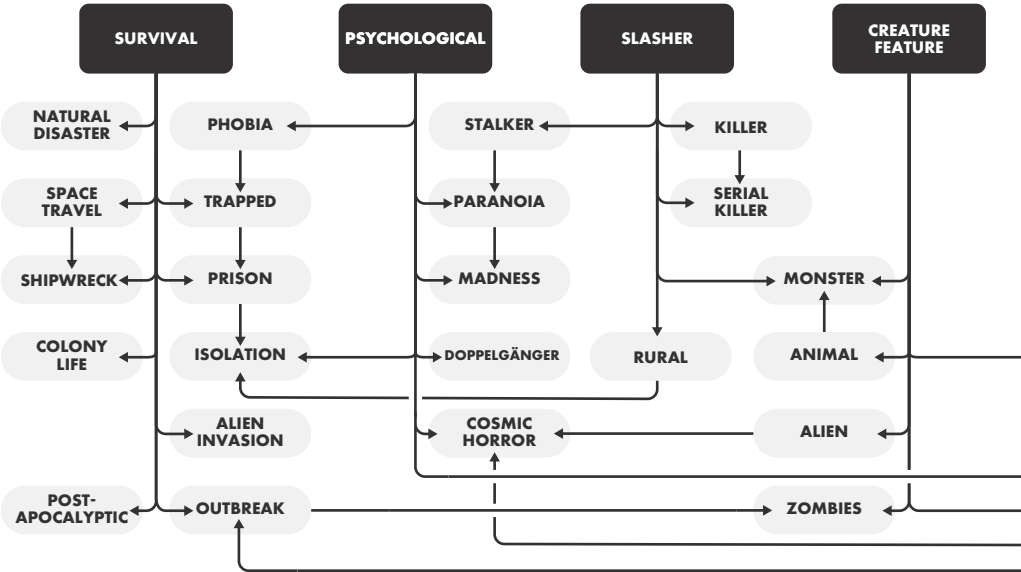 SURVIVAL
PSYCHOLOGICAL
SLASHER
CREATURE
FEATURE
NATURAL
DISASTER
PHOBIA
STALKER
KILLER
SPACE
TRAVEL
TRAPPED
PARANOIA
SERIAL
KILLER
SHIPWRECK
PRISON
MADNESS
MONSTER
COLONY
LIFE
ISOLATION
DOPPELGÄNGER
RURAL
ANIMAL
ALIEN
INVASION
COSMIC
HORROR
ALIEN
POST-
APOCALYPTIC
OUTBREAK
ZOMBIES